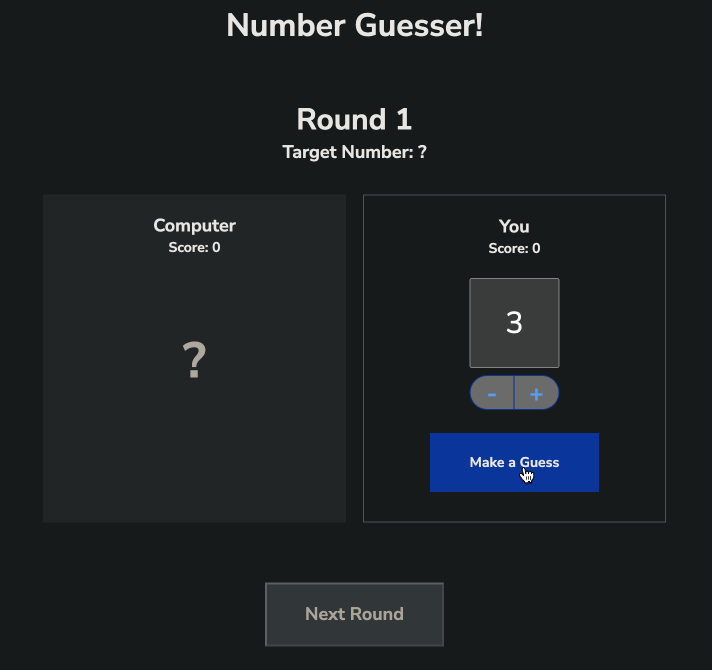 Number Guesser!
Round 1
Target Number: ?
Computer
Score: 0
?
You
Score: 0
3
- +
Make a Guess
Next Round